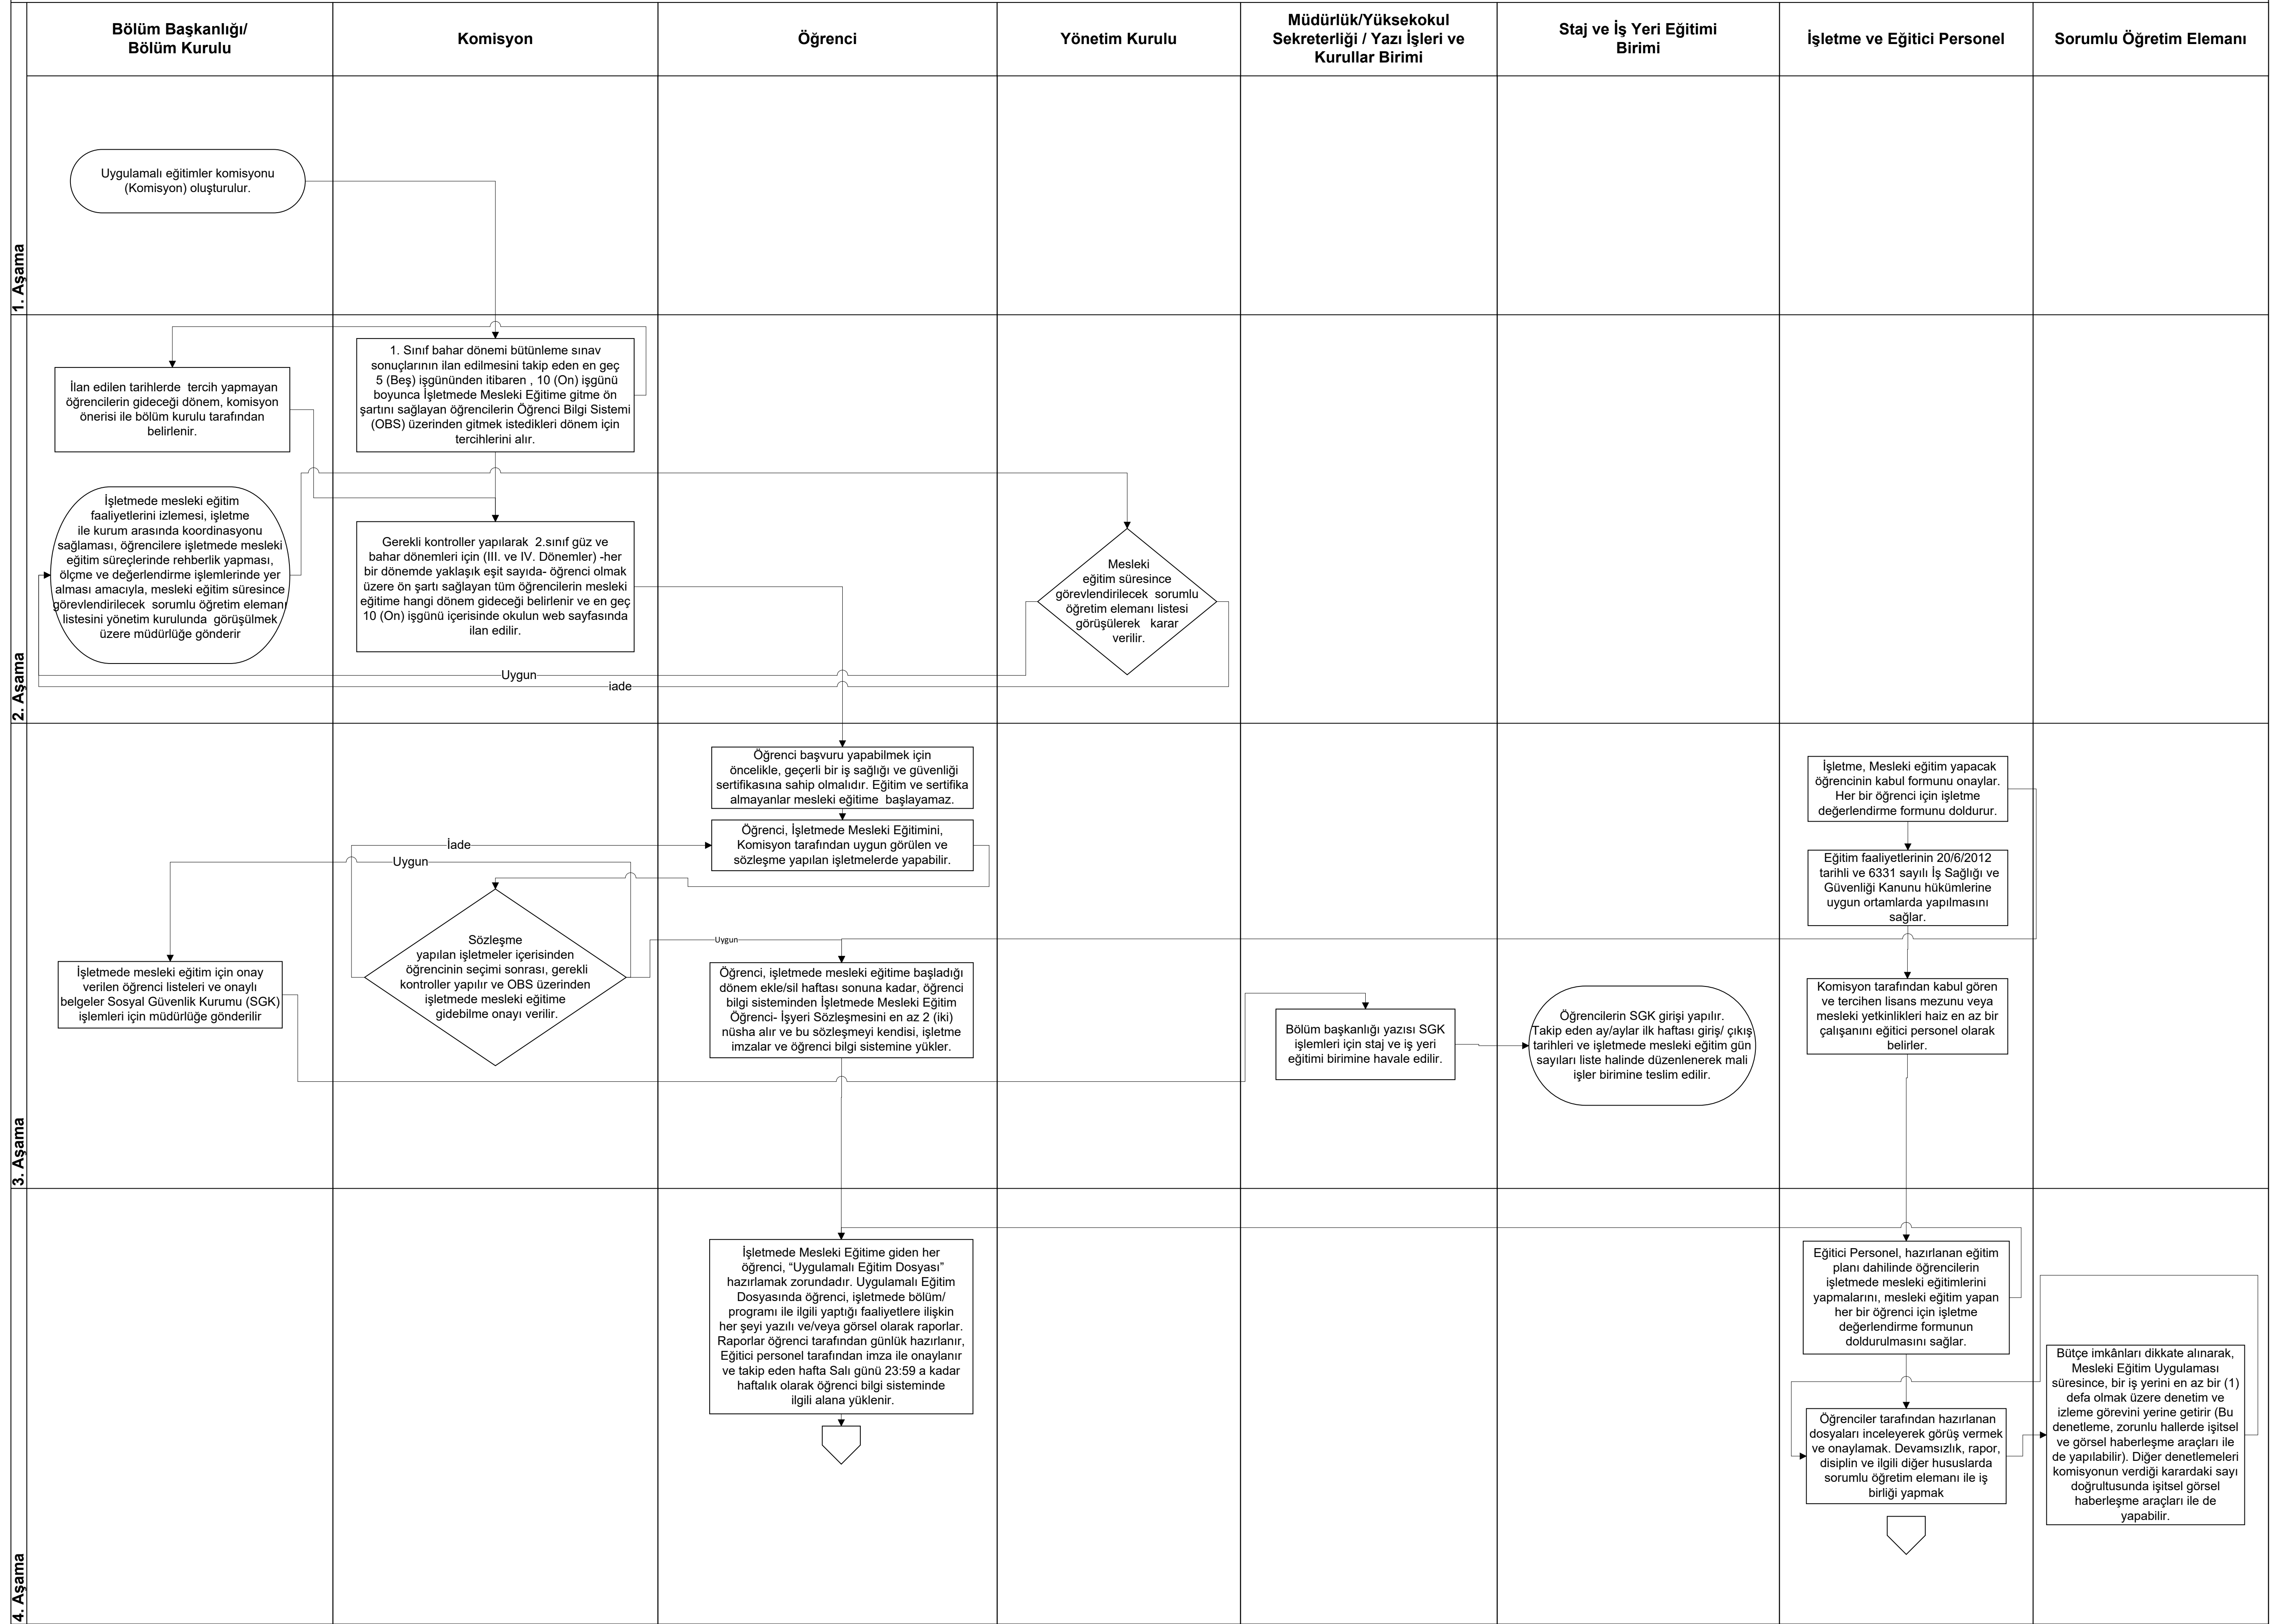 Bölüm Başkanlığı/
Bölüm Kurulu
Komisyon
Öğrenci
Yönetim Kurulu
Müdürlük/Yüksekokul
Sekreterliği / Yazı İşleri ve
Kurullar Birimi
Staj ve İş Yeri Eğitimi
Birimi
İşletme ve Eğitici Personel
Sorumlu Öğretim Elemanı
1. Aşama
Uygulamalı eğitimler komisyonu
(Komisyon) oluşturulur.
2. Aşama
İlan edilen tarihlerde tercih yapmayan
öğrencilerin gideceği dönem, komisyon
önerisi ile bölüm kurulu tarafından
belirlenir.
1. Sınıf bahar dönemi bütünleme sınav
sonuçlarının ilan edilmesini takip eden en geç
5 (Beş) işgününden itibaren , 10 (On) işgünü
boyunca İşletmede Mesleki Eğitime gitme ön
şartını sağlayan öğrencilerin Öğrenci Bilgi Sistemi
(OBS) üzerinden gitmek istedikleri dönem için
tercihlerini alır.
İşletmede mesleki eğitim
faaliyetlerini izlemesi, işletme
ile kurum arasında koordinasyonu
sağlaması, öğrencilere işletmede mesleki
eğitim süreçlerinde rehberlik yapması,
ölçme ve değerlendirme işlemlerinde yer
alması amacıyla, mesleki eğitim süresince
görevlendirilecek sorumlu öğretim elemanı
listesini yönetim kurulunda görüşülmek
üzere müdürlüğe gönderir
Gerekli kontroller yapılarak 2.sınıf güz ve
bahar dönemleri için (III. ve IV. Dönemler) -her
bir dönemde yaklaşık eşit sayıda- öğrenci olmak
üzere ön şartı sağlayan tüm öğrencilerin mesleki
eğitime hangi dönem gideceği belirlenir ve en geç
10 (On) işgünü içerisinde okulun web sayfasında
ilan edilir.
Mesleki
eğitim süresince
görevlendirilecek sorumlu
öğretim elemanı listesi
görüşülerek karar
verilir.
Uygun
iade
3. Aşama
Öğrenci başvuru yapabilmek için
öncelikle, geçerli bir iş sağlığı ve güvenliği
sertifikasına sahip olmalıdır. Eğitim ve sertifika
almayanlar mesleki eğitime başlayamaz.
Öğrenci, İşletmede Mesleki Eğitimini,
Komisyon tarafından uygun görülen ve
sözleşme yapılan işletmelerde yapabilir.
İade
Uygun
Uygun
Sözleşme
yapılan işletmeler içerisinden
öğrencinin seçimi sonrası, gerekli
kontroller yapılır ve OBS üzerinden
işletmede mesleki eğitime
gidebilme onayı verilir.
İşletmede mesleki eğitim için onay
verilen öğrenci listeleri ve onaylı
belgeler Sosyal Güvenlik Kurumu (SGK)
işlemleri için müdürlüğe gönderilir
Öğrenci, işletmede mesleki eğitime başladığı
dönem ekle/sil haftası sonuna kadar, öğrenci
bilgi sisteminden İşletmede Mesleki Eğitim
Öğrenci- İşyeri Sözleşmesini en az 2 (iki)
nüsha alır ve bu sözleşmeyi kendisi, işletme
imzalar ve öğrenci bilgi sistemine yükler.
Bölüm başkanlığı yazısı SGK
işlemleri için staj ve iş yeri
eğitimi birimine havale edilir.
Öğrencilerin SGK girişi yapılır.
Takip eden ay/aylar ilk haftası giriş/ çıkış
tarihleri ve işletmede mesleki eğitim gün
sayıları liste halinde düzenlenerek mali
işler birimine teslim edilir.
İşletme, Mesleki eğitim yapacak
öğrencinin kabul formunu onaylar.
Her bir öğrenci için işletme
değerlendirme formunu doldurur.
Eğitim faaliyetlerinin 20/6/2012
tarihli ve 6331 sayılı İş Sağlığı ve
Güvenliği Kanunu hükümlerine
uygun ortamlarda yapılmasını
sağlar.
Komisyon tarafından kabul gören
ve tercihen lisans mezunu veya
mesleki yetkinlikleri haiz en az bir
çalışanını eğitici personel olarak
belirler.
4. Aşama
İşletmede Mesleki Eğitime giden her
öğrenci, “Uygulamalı Eğitim Dosyası”
hazırlamak zorundadır. Uygulamalı Eğitim
Dosyasında öğrenci, işletmede bölüm/
programı ile ilgili yaptığı faaliyetlere ilişkin
her şeyi yazılı ve/veya görsel olarak raporlar.
Raporlar öğrenci tarafından günlük hazırlanır,
Eğitici personel tarafından imza ile onaylanır
ve takip eden hafta Salı günü 23:59 a kadar
haftalık olarak öğrenci bilgi sisteminde
ilgili alana yüklenir.
Eğitici Personel, hazırlanan eğitim
planı dahilinde öğrencilerin
işletmede mesleki eğitimlerini
yapmalarını, mesleki eğitim yapan
her bir öğrenci için işletme
değerlendirme formunun
doldurulmasını sağlar.
Öğrenciler tarafından hazırlanan
dosyaları inceleyerek görüş vermek
ve onaylamak. Devamsızlık, rapor,
disiplin ve ilgili diğer hususlarda
sorumlu öğretim elemanı ile iş
birliği yapmak
Bütçe imkânları dikkate alınarak,
Mesleki Eğitim Uygulaması
süresince, bir iş yerini en az bir (1)
defa olmak üzere denetim ve
izleme görevini yerine getirir (Bu
denetleme, zorunlu hallerde işitsel
ve görsel haberleşme araçları ile
de yapılabilir). Diğer denetlemeleri
komisyonun verdiği karardaki sayı
doğrultusunda işitsel görsel
haberleşme araçları ile de
yapabilir.